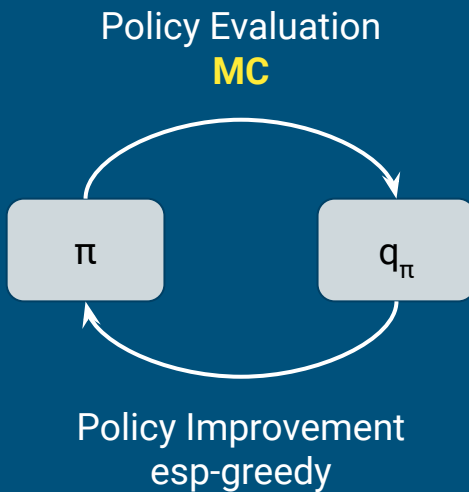 Policy Evaluation
MC
π
qπ
Policy Improvement
esp-greedy